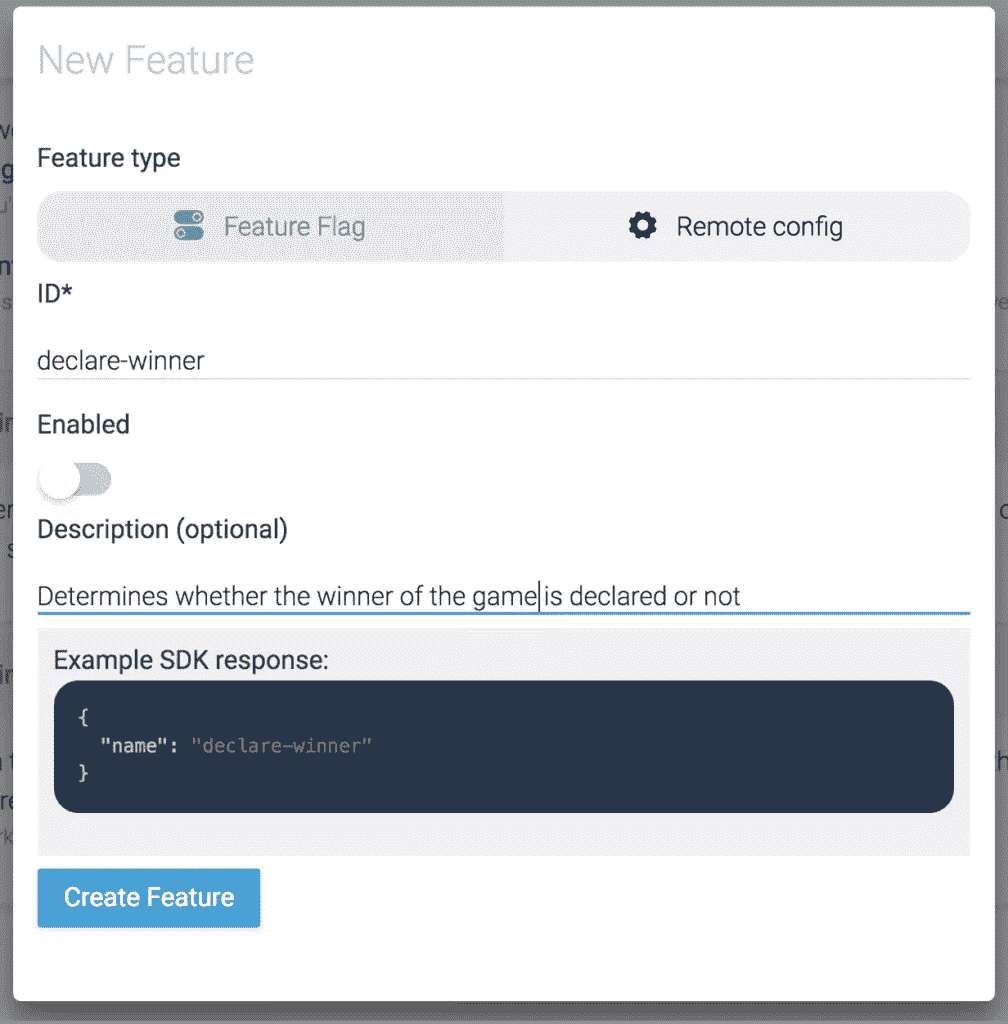 New Feature
Feature type
Feature Flag
Remote config
ID*
declare-winner
Enabled
Description (optional)
Determines whether the winner of the game is declared or not
Example SDK response:
{
"name": "declare-winner"
}
Create Feature